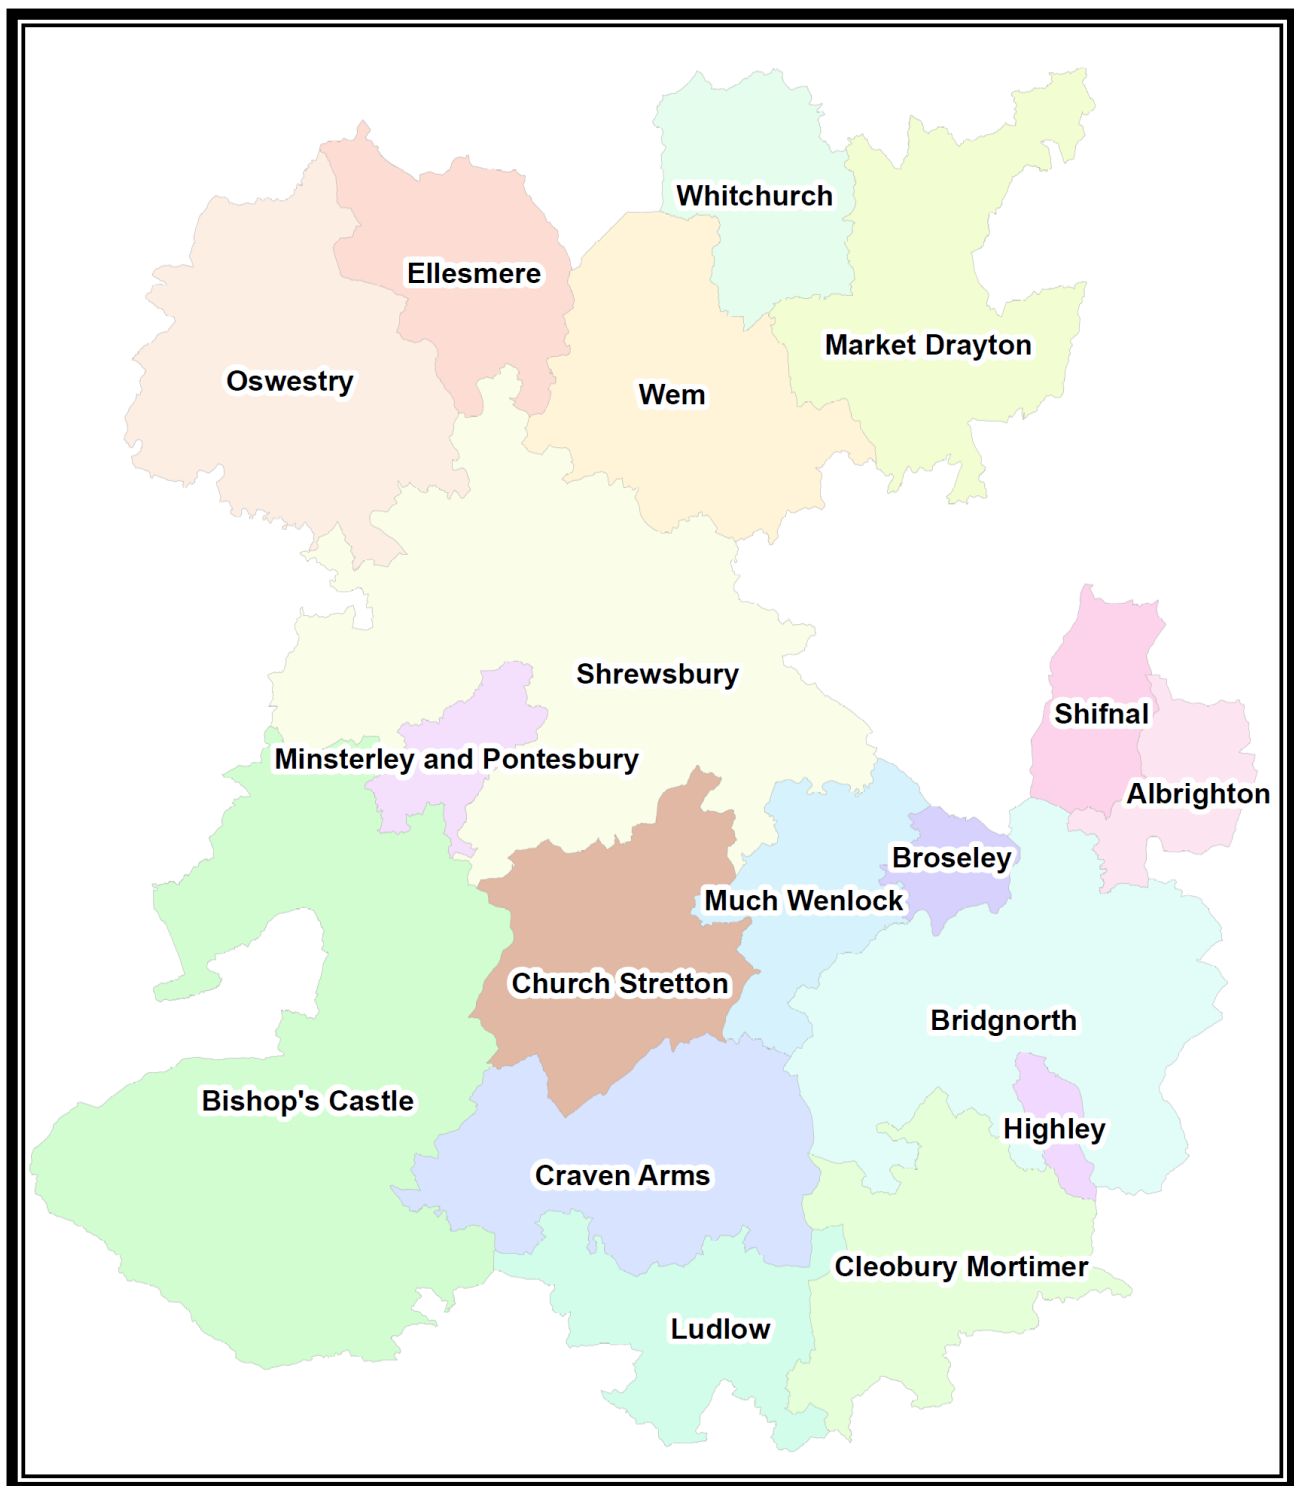 Whitchurch
Ellesmere
Market Drayton
Oswestry
Wem
Shrewsbury
Shifnal
Minsterley and Pontesbury
Albrighton
Broseley
Much Wenlock
Church Stretton
Bridgnorth
Bishop's Castle
Highley
Craven Arms
Cleobury Mortimer
Ludlow